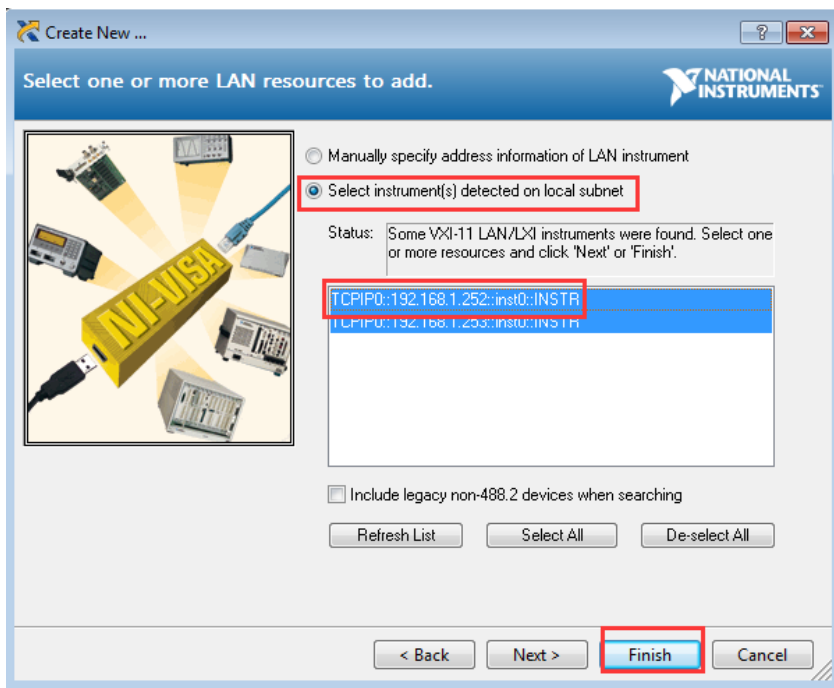 Create New ...
Select one or more LAN resources to add.
NATIONAL
INSTRUMENTS
NI-VISA
Manually specify address information of LAN instrument
Select instrument(s) detected on local subnet
Status:
Some VXI-11 LAN/LXI instruments were found. Select one
or more resources and click 'Next' or 'Finish'.
TCPIP0::192.168.1.252::inst0::INSTR
TCPIP0::192.168.1.253::inst0::INSTR
Include legacy non-488.2 devices when searching
Refresh List
Select All
De-select All
< Back
Next >
Finish
Cancel